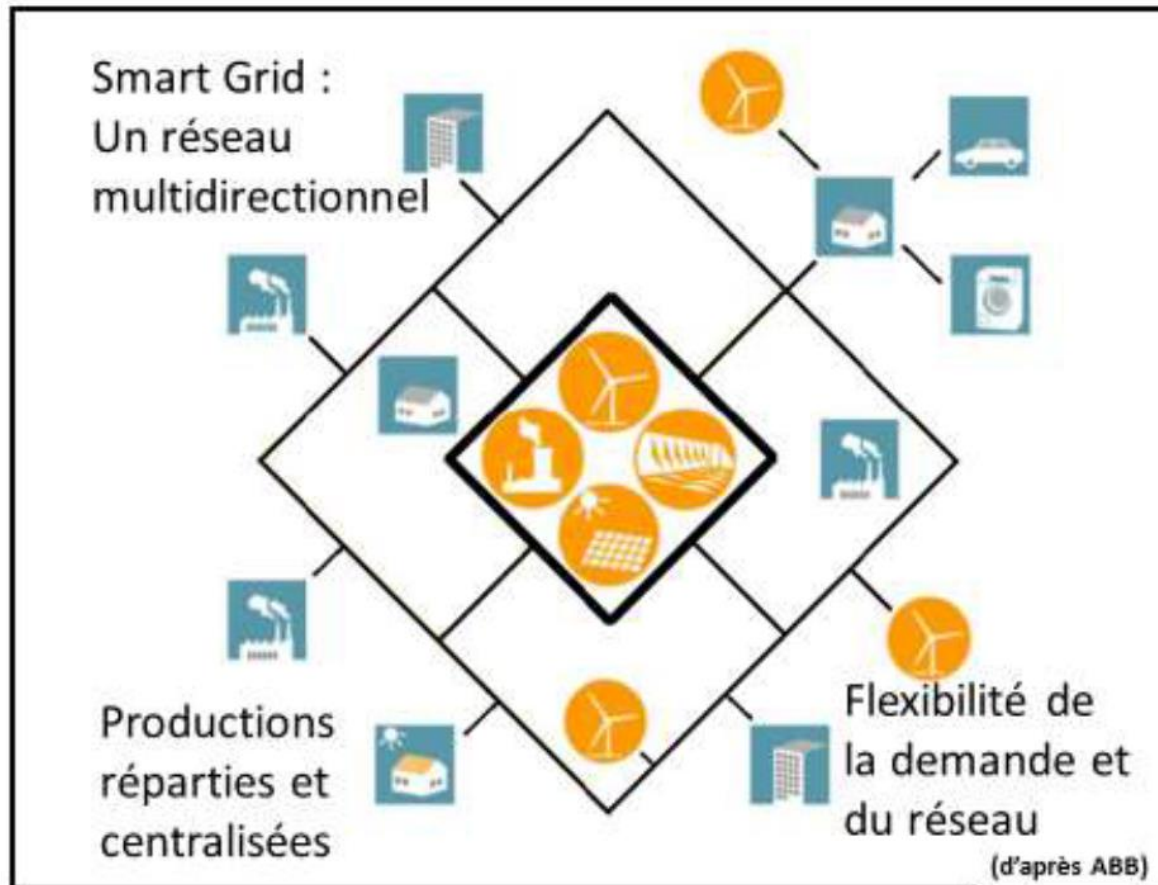 Smart Grid :
Un réseau
multidirectionnel
Productions
réparties et
centralisées
Flexibilité de
la demande et
du réseau
(d'après ABB)